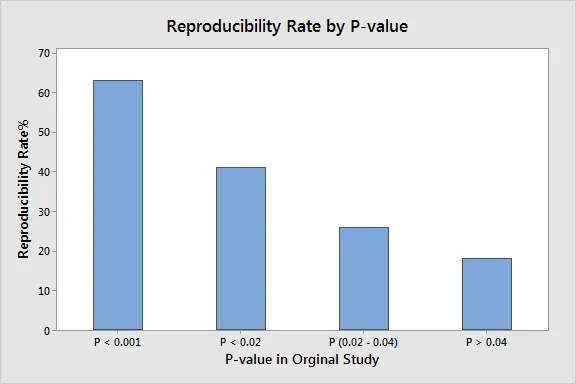 Reproducibility Rate by P-value
Reproducibility Rate%
70
60
50
40
30
20
10
0
P < 0.001
P < 0.02
P (0.02 - 0.04)
P > 0.04
P-value in Orginal Study